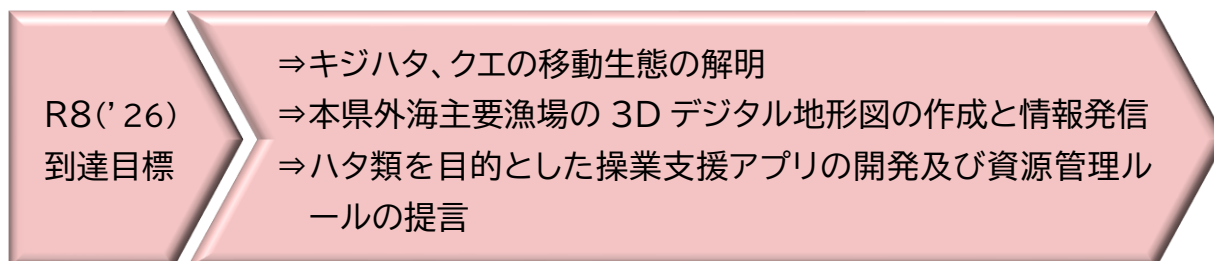 R8(’26)
到達目標
⇒キジハタ、クエの移動生態の解明
⇒本県外海主要漁場の 3D デジタル地形図の作成と情報発信
⇒ハタ類を目的とした操業支援アプリの開発及び資源管理ル
ールの提言